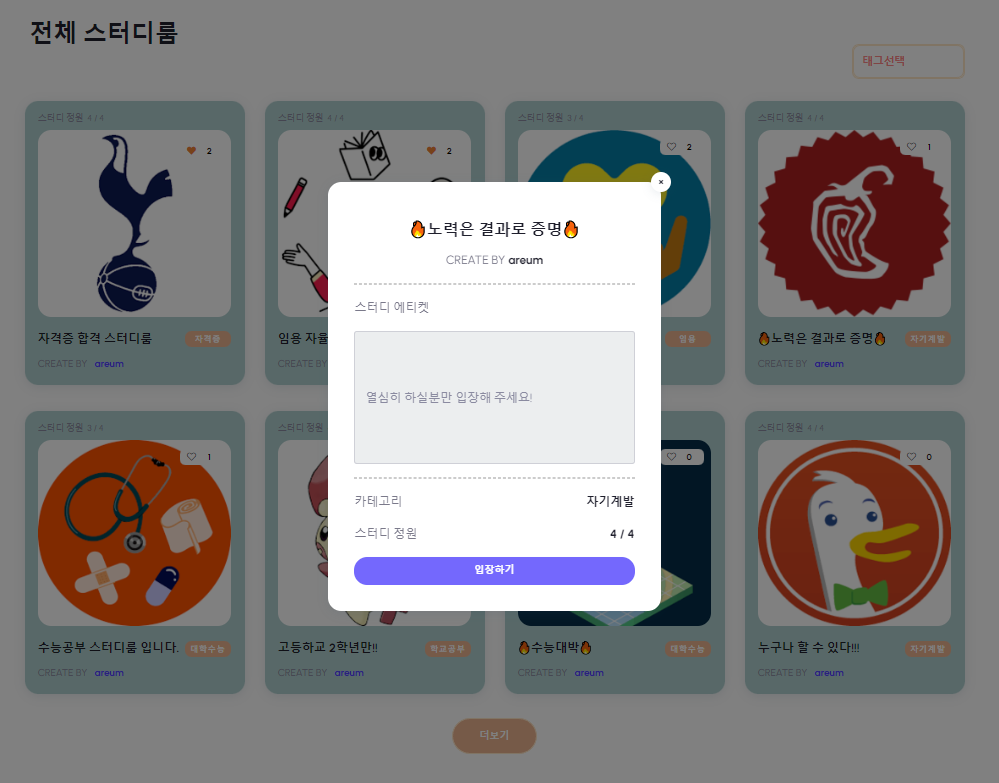 전체 스터디룸
태그선택
스터디 정원 4 / 4
2
스터디 정원 4 / 4
2
스터디 정원 3 / 4
2
스터디 정원 4 / 4
1
자격증 합격 스터디룸
자격증
CREATE BY areum
임용 자율
CREATE BY
임용
🔥노력은 결과로 증명🔥
자기계발
CREATE BY areum
×
🔥노력은 결과로 증명🔥
CREATE BY areum
스터디 에티켓
열심히 하실분만 입장해 주세요!
카테고리
자기계발
스터디 정원
4 / 4
입장하기
스터디 정원 3 / 4
1
스터디 정원
0
스터디 정원 4 / 4
0
수능공부 스터디룸 입니다.
대학수능
CREATE BY areum
고등학교 2학년만!!
학교공부
CREATE BY areum
🔥수능대박🔥
대학수능
CREATE BY areum
누구나 할 수 있다!!!
자기계발
CREATE BY areum
더보기